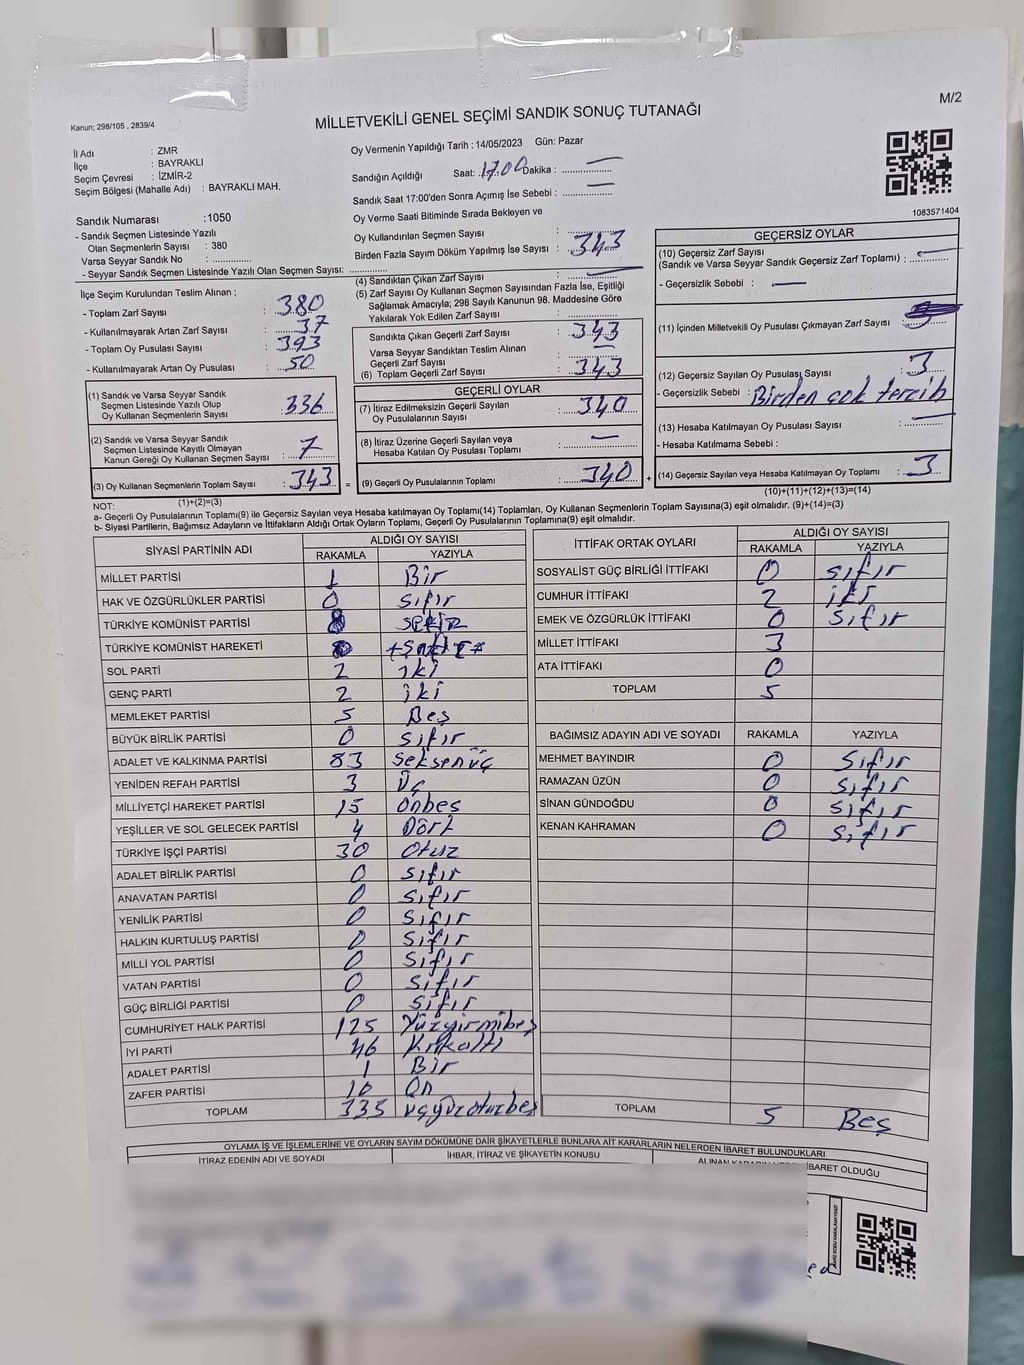 M/2
Kanun; 298/105 , 2839/4
MİLLETVEKİLİ GENEL SEÇİMİ SANDIK SONUÇ TUTANAĞI
İl Adı : ZMR
İlçe : BAYRAKLI
Seçim Çevresi : İZMİR-2
Seçim Bölgesi (Mahalle Adı) : BAYRAKLI MAH.
Sandık Numarası :1050
- Sandık Seçmen Listesinde Yazılı
Olan Seçmenlerin Sayısı : 380
Varsa Seyyar Sandık No :
- Seyyar Sandık Seçmen Listesinde Yazılı Olan Seçmen Sayısı:
Oy Vermenin Yapıldığı Tarih : 14/05/2023 Gün: Pazar
Sandığın Açıldığı Saat: 17.00 Dakika : —
Sandık Saat 17:00'den Sonra Açılmış İse Sebebi : —
Oy Verme Saati Bitiminde Sırada Bekleyen ve
Oy Kullandırılan Seçmen Sayısı :
Birden Fazla Sayım Döküm Yapılmış İse Sayısı : 343
1083571404
İlçe Seçim Kurulundan Teslim Alınan ;
- Toplam Zarf Sayısı : 380
- Kullanılmayarak Artan Zarf Sayısı : 37
- Toplam Oy Pusulası Sayısı : 393
- Kullanılmayarak Artan Oy Pusulası : 50
(1) Sandık ve Varsa Seyyar Sandık
Seçmen Listesinde Yazılı Olup
Oy Kullanan Seçmenlerin Sayısı : 336
(2) Sandık ve Varsa Seyyar Sandık
Seçmen Listesinde Kayıtlı Olmayan
Kanun Gereği Oy Kullanan Seçmen Sayısı : 7
(3) Oy Kullanan Seçmenlerin Toplam Sayısı : 343
(1)+(2)=(3)
(4) Sandıktan Çıkan Zarf Sayısı : —
(5) Zarf Sayısı Oy Kullanan Seçmen Sayısından Fazla İse, Eşitliği
Sağlamak Amacıyla; 298 Sayılı Kanunun 98. Maddesine Göre
Yakılarak Yok Edilen Zarf Sayısı :
Sandıkta Çıkan Geçerli Zarf Sayısı : 343
Varsa Seyyar Sandıktan Teslim Alınan
Geçerli Zarf Sayısı : —
(6) Toplam Geçerli Zarf Sayısı : 343
GEÇERLİ OYLAR
(7) İtiraz Edilmeksizin Geçerli Sayılan
Oy Pusulalarının Sayısı : 340
(8) İtiraz Üzerine Geçerli Sayılan veya
Hesaba Katılan Oy Pusulası Toplamı : —
= (9) Geçerli Oy Pusulalarının Toplamı : 340 +
GEÇERSİZ OYLAR
(10) Geçersiz Zarf Sayısı
(Sandık ve Varsa Seyyar Sandık Geçersiz Zarf Toplamı) : —
- Geçersizlik Sebebi : —
(11) İçinden Milletvekili Oy Pusulası Çıkmayan Zarf Sayısı :
(12) Geçersiz Sayılan Oy Pusulası Sayısı : 3
- Geçersizlik Sebebi : Birden çok tercih
(13) Hesaba Katılmayan Oy Pusulası Sayısı : —
- Hesaba Katılmama Sebebi :
(14) Geçersiz Sayılan veya Hesaba Katılmayan Oy Toplamı : 3
(10)+(11)+(12)+(13)=(14)
NOT:
a- Geçerli Oy Pusulalarının Toplamı(9) ile Geçersiz Sayılan veya Hesaba katılmayan Oy Toplamı(14) Toplamları, Oy Kullanan Seçmenlerin Toplam Sayısına(3) eşit olmalıdır. (9)+(14)=(3)
b- Siyasi Partilerin, Bağımsız Adayların ve İttifakların Aldığı Ortak Oyların Toplamı, Geçerli Oy Pusulalarının Toplamına(9) eşit olmalıdır.
SİYASİ PARTİNİN ADI ALDIĞI OY SAYISI
RAKAMLA YAZIYLA
MİLLET PARTİSİ 1 Bir
HAK VE ÖZGÜRLÜKLER PARTİSİ 0 Sıfır
TÜRKİYE KOMÜNİST PARTİSİ 8 sekiz
TÜRKİYE KOMÜNİST HAREKETİ
SOL PARTİ 2 iki
GENÇ PARTİ 2 iki
MEMLEKET PARTİSİ 5 Beş
BÜYÜK BİRLİK PARTİSİ 0 Sıfır
ADALET VE KALKINMA PARTİSİ 83 Seksenüç
YENİDEN REFAH PARTİSİ 3 Üç
MİLLİYETÇİ HAREKET PARTİSİ 15 Onbeş
YEŞİLLER VE SOL GELECEK PARTİSİ 4 Dört
TÜRKİYE İŞÇİ PARTİSİ 30 Otuz
ADALET BİRLİK PARTİSİ 0 Sıfır
ANAVATAN PARTİSİ 0 Sıfır
YENİLİK PARTİSİ 0 Sıfır
HALKIN KURTULUŞ PARTİSİ 0 Sıfır
MİLLİ YOL PARTİSİ 0 Sıfır
VATAN PARTİSİ 0 Sıfır
GÜÇ BİRLİĞİ PARTİSİ 0 Sıfır
CUMHURİYET HALK PARTİSİ 125 Yüzyirmibeş
İYİ PARTİ 46 Kırkaltı
ADALET PARTİSİ 1 Bir
ZAFER PARTİSİ 10 On
TOPLAM 335 üçyüzotuzbeş
İTTİFAK ORTAK OYLARI ALDIĞI OY SAYISI
RAKAMLA YAZIYLA
SOSYALİST GÜÇ BİRLİĞİ İTTİFAKI 0 sıfır
CUMHUR İTTİFAKI 2 iki
EMEK VE ÖZGÜRLÜK İTTİFAKI 0 Sıfır
MİLLET İTTİFAKI 3
ATA İTTİFAKI 0
TOPLAM 5
BAĞIMSIZ ADAYIN ADI VE SOYADI RAKAMLA YAZIYLA
MEHMET BAYINDIR 0 Sıfır
RAMAZAN ÜZÜN 0 Sıfır
SİNAN GÜNDOĞDU 0 Sıfır
KENAN KAHRAMAN 0 Sıfır
TOPLAM 5 Beş
OYLAMA İŞ VE İŞLEMLERİNE VE OYLARIN SAYIM DÖKÜMÜNE DAİR ŞİKAYETLERLE BUNLARA AİT KARARLARIN NELERDEN İBARET BULUNDUKLARI
İTİRAZ EDENİN ADI VE SOYADI İHBAR, İTİRAZ VE ŞİKAYETİN KONUSU ALINAN İBARET OLDUĞU